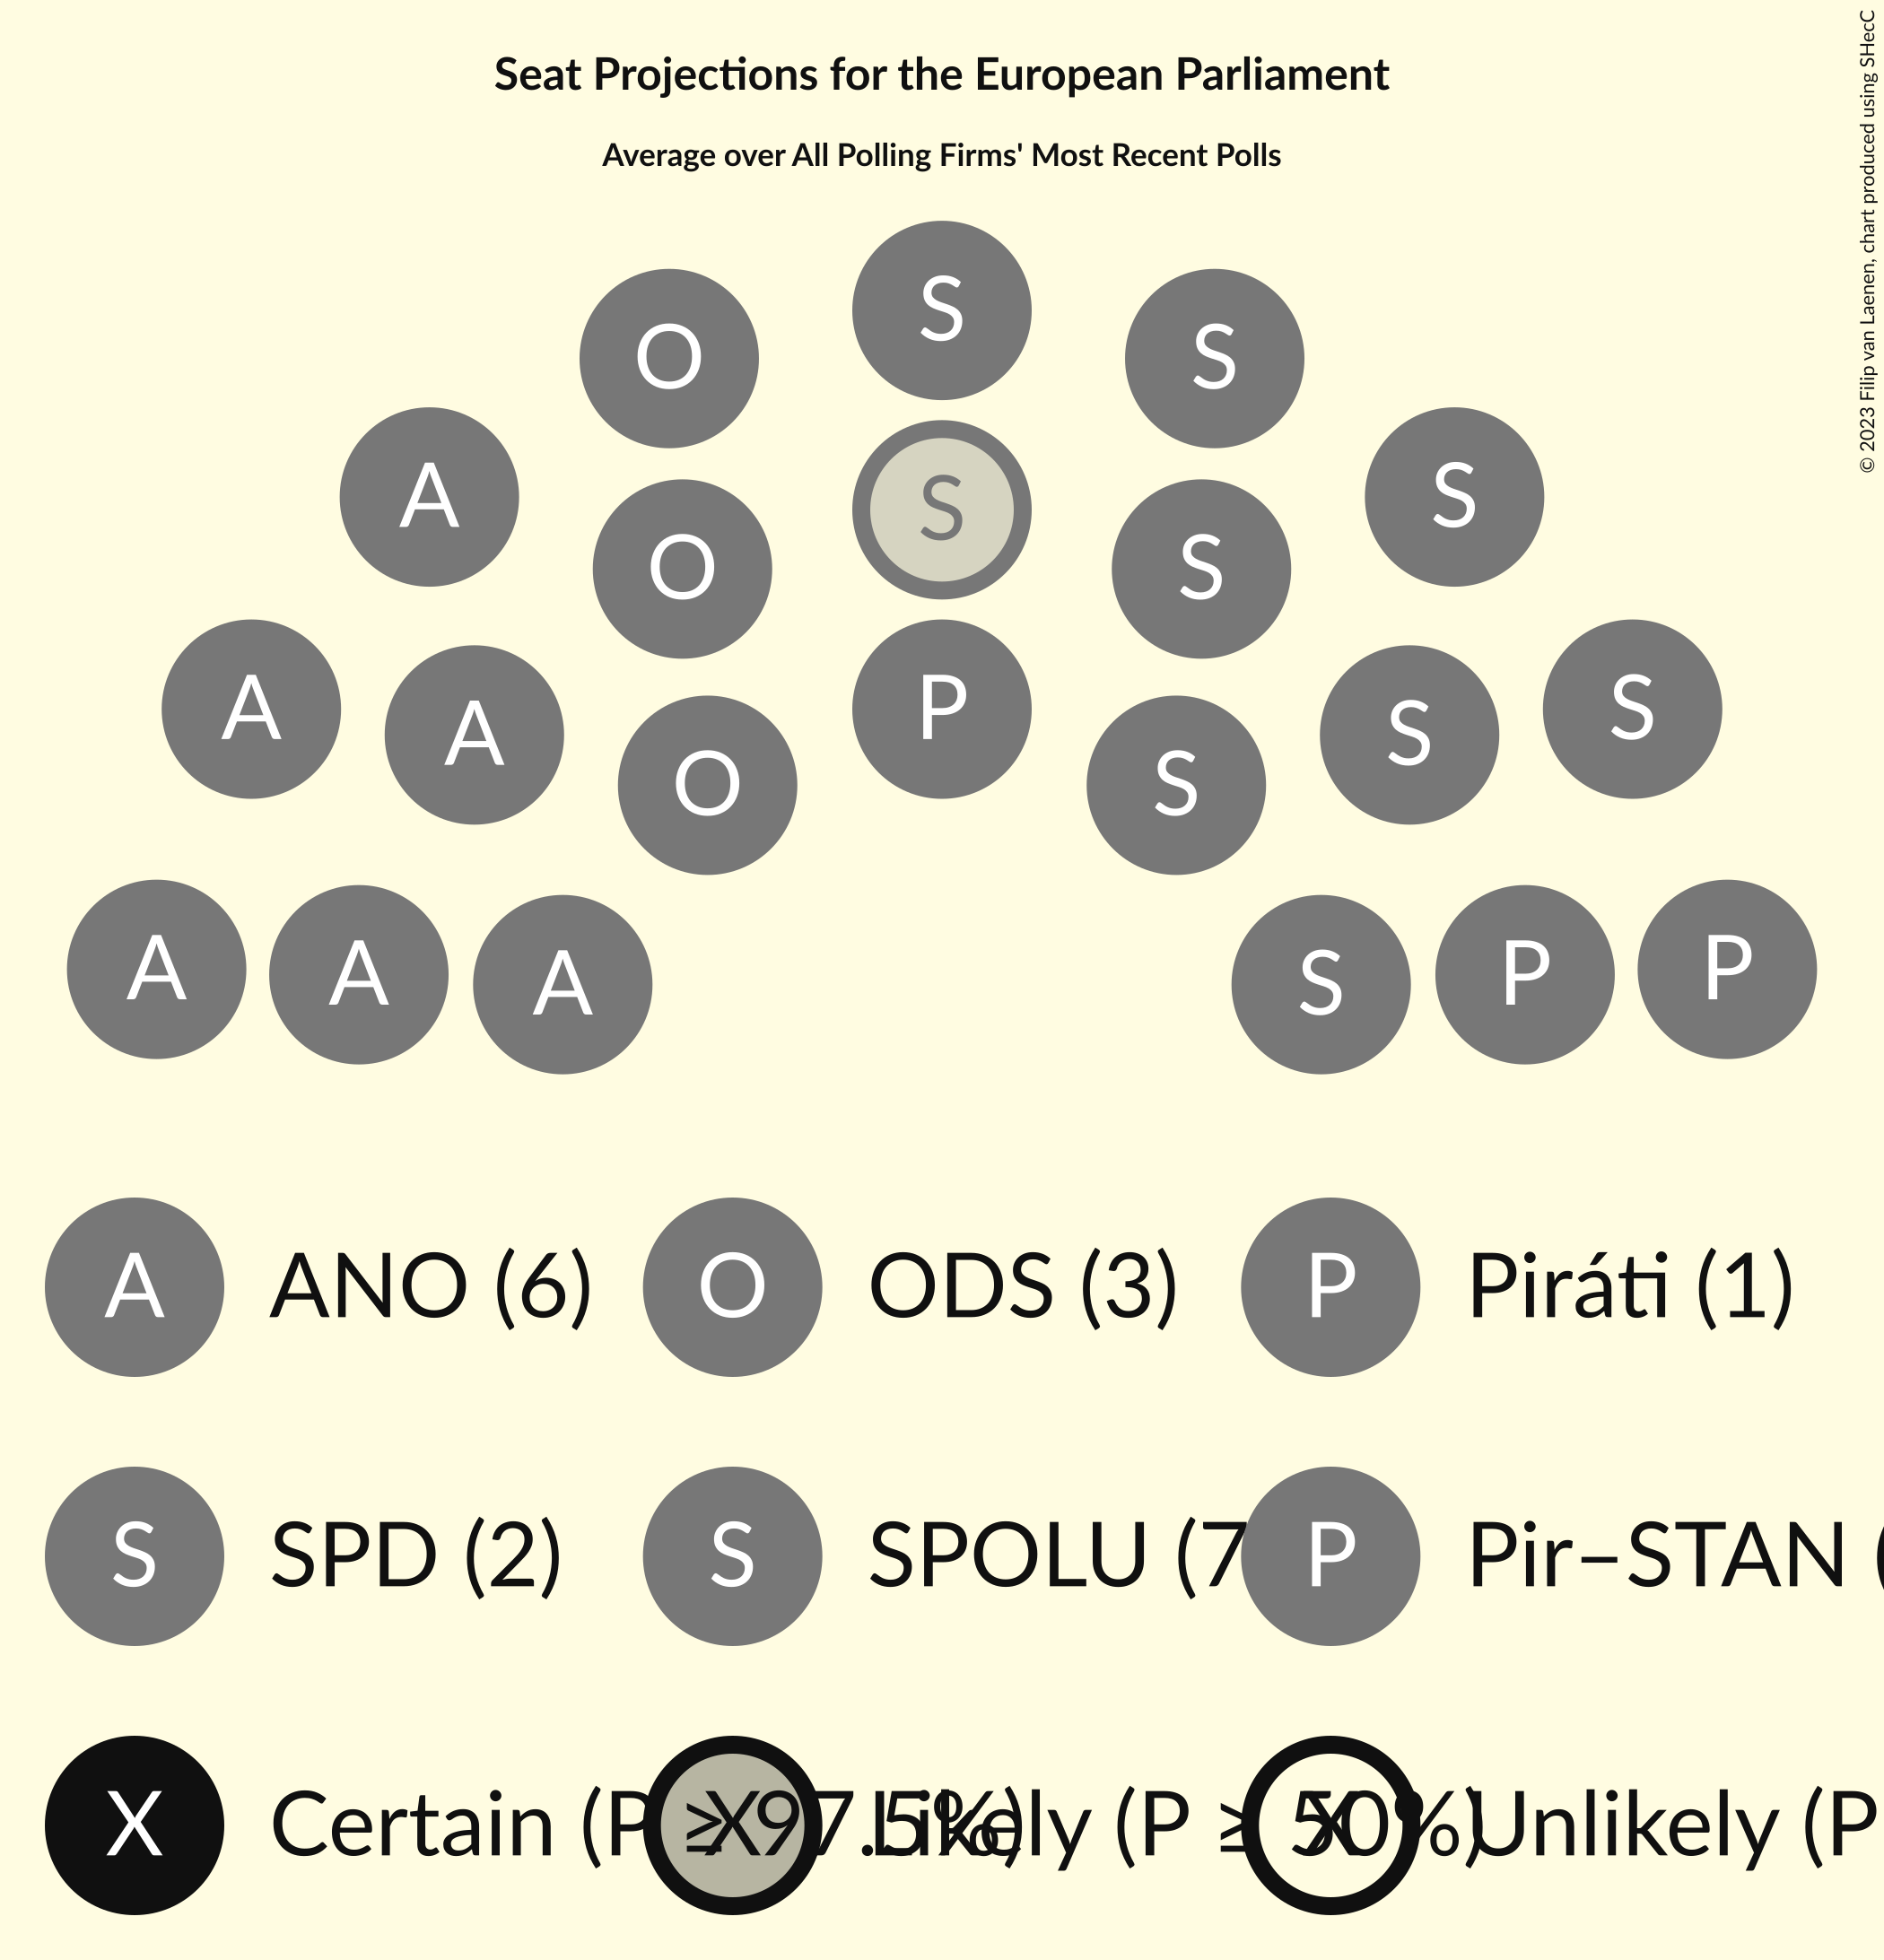 Seat Projections for the European Parliament
Average over All Polling Firms' Most Recent Polls
© 2023 Filip van Laenen, chart produced using SHecC
S
O S
A S
S
O S
A S
P
A S
O S
A A A S P P
A ANO (6) O ODS (3) P Piráti (1)
S SPD (2) S SPOLU (7 P Pir–STAN (
X Certain (P ≥ 97.5%) X Likely (P ≥ 50%) X Unlikely (P